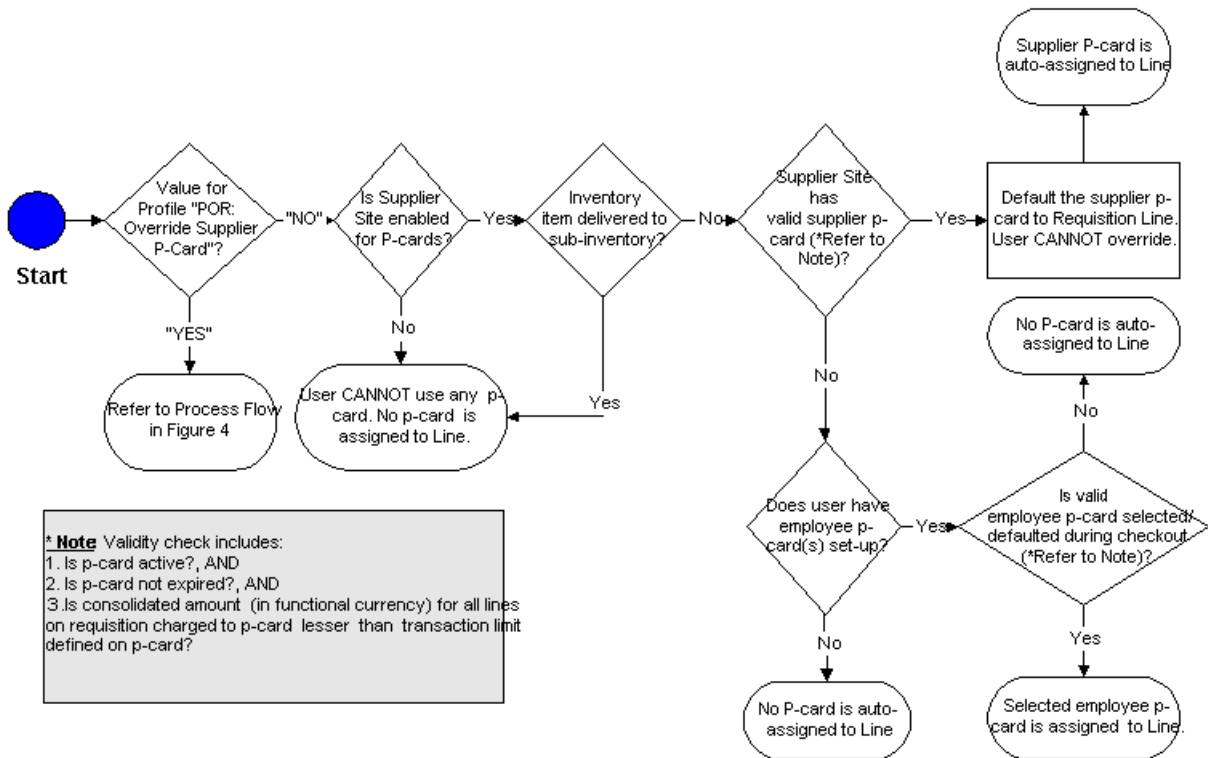 Supplier P-card is
auto-assigned to Line
Value for
Profile "POR:
Override Supplier
P-Card"?
"NO"
Is Supplier
Site enabled
for P-cards?
Yes
Inventory
item delivered to
sub-inventory?
No
Supplier Site
has
valid supplier p-
card (*Refer to
Note)?
Yes
Default the supplier p-
card to Requisition Line.
User CANNOT override.
Start
"YES"
No
Yes
No
No P-card is auto-
assigned to Line
No
Refer to Process Flow
in Figure 4
User CANNOT use any p-
card. No p-card is
assigned to Line.
Does user have
employee p-
card(s) set-up?
Yes
Is valid
employee p-card selected/
defaulted during checkout
(*Refer to Note)?
* Note: Validity check includes:
1. Is p-card active?, AND
2. Is p-card not expired?, AND
3.Is consolidated amount (in functional currency) for all lines
on requisition charged to p-card lesser than transaction limit
defined on p-card?
No
Yes
No P-card is auto-
assigned to Line
Selected employee p-
card is assigned to Line.